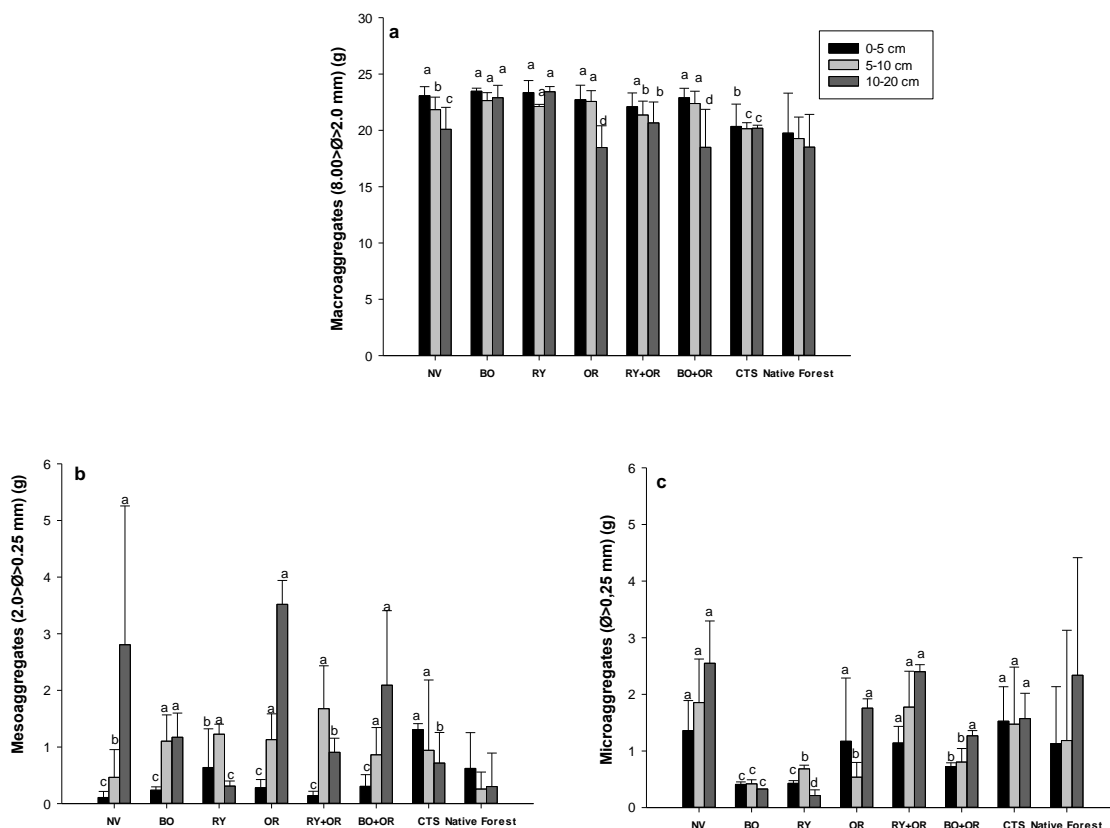 a
Macroaggregates (8.00>Ø>2.0 mm) (g)
30
25
20
15
10
5
0
0-5 cm
5-10 cm
10-20 cm
a b c
a a a
a a a
a a d
a b b
a a d
b c c
NV BO RY OR RY+OR BO+OR CTS Native Forest
b
Mesoaggregates (2.0>Ø>0.25 mm) (g)
6
5
4
3
2
1
0
c b a
c a a
b a c
c a a
c a b
c a a
a a b
NV BO RY OR RY+OR BO+OR CTS Native Forest
c
Microaggregates (Ø>0,25 mm) (g)
6
5
4
3
2
1
0
a a a
c c c
c b d
a b a
a a a
b b a
a a a
NV BO RY OR RY+OR BO+OR CTS Native Forest